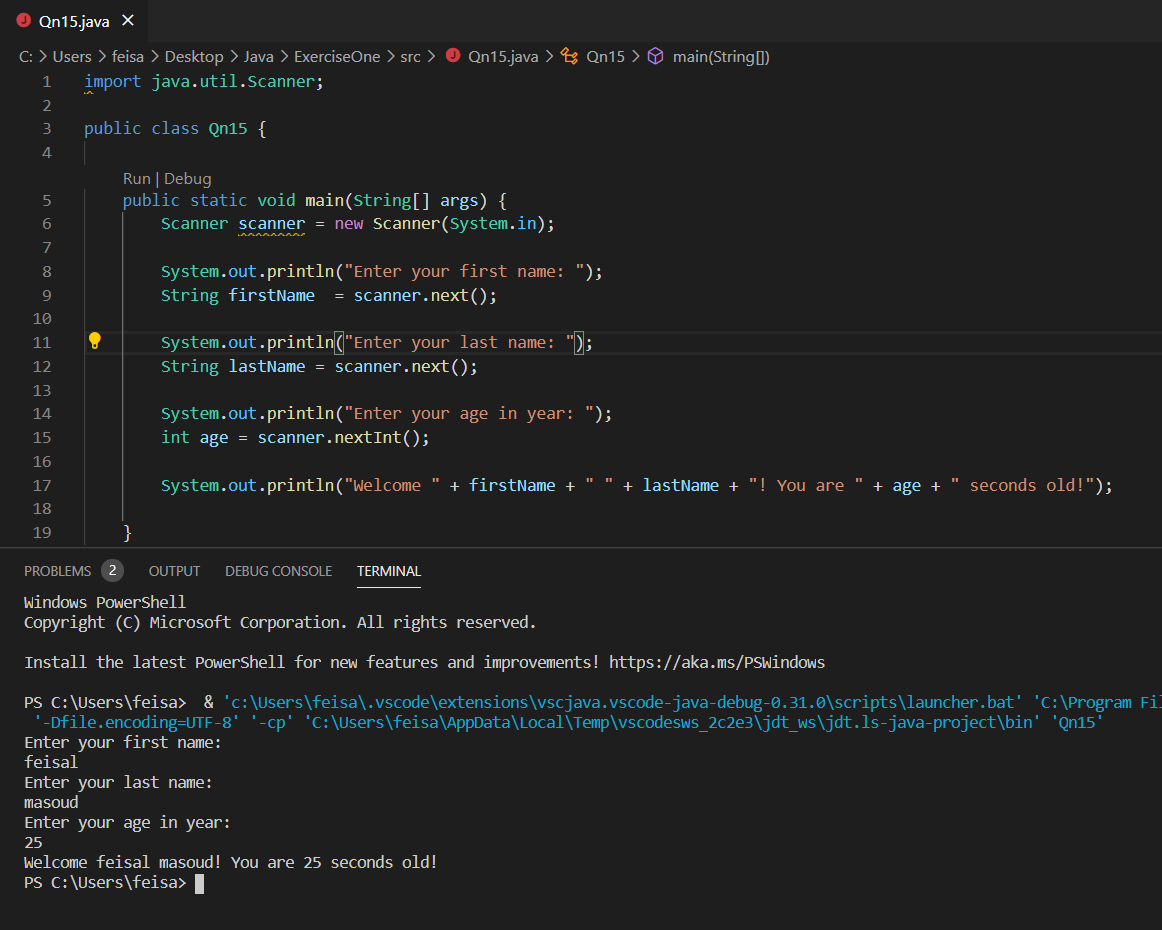 Qn15.java
C: > Users > feisa > Desktop > Java > ExerciseOne > src > Qn15.java > Qn15 > main(String[])
1 import java.util.Scanner;
2
3 public class Qn15 {
4
Run | Debug
5 public static void main(String[] args) {
6 Scanner scanner = new Scanner(System.in);
7
8 System.out.println("Enter your first name: ");
9 String firstName  = scanner.next();
10
11 System.out.println("Enter your last name: ");
12 String lastName = scanner.next();
13
14 System.out.println("Enter your age in year: ");
15 int age = scanner.nextInt();
16
17 System.out.println("Welcome " + firstName + " " + lastName + "! You are " + age + " seconds old!");
18
19 }
PROBLEMS 2 OUTPUT DEBUG CONSOLE TERMINAL
Windows PowerShell
Copyright (C) Microsoft Corporation. All rights reserved.
Install the latest PowerShell for new features and improvements! https://aka.ms/PSWindows
PS C:\Users\feisa>  & 'c:\Users\feisa\.vscode\extensions\vscjava.vscode-java-debug-0.31.0\scripts\launcher.bat' 'C:\Program Fil
'-Dfile.encoding=UTF-8' '-cp' 'C:\Users\feisa\AppData\Local\Temp\vscodesws_2c2e3\jdt_ws\jdt.ls-java-project\bin' 'Qn15'
Enter your first name:
feisal
Enter your last name:
masoud
Enter your age in year:
25
Welcome feisal masoud! You are 25 seconds old!
PS C:\Users\feisa>